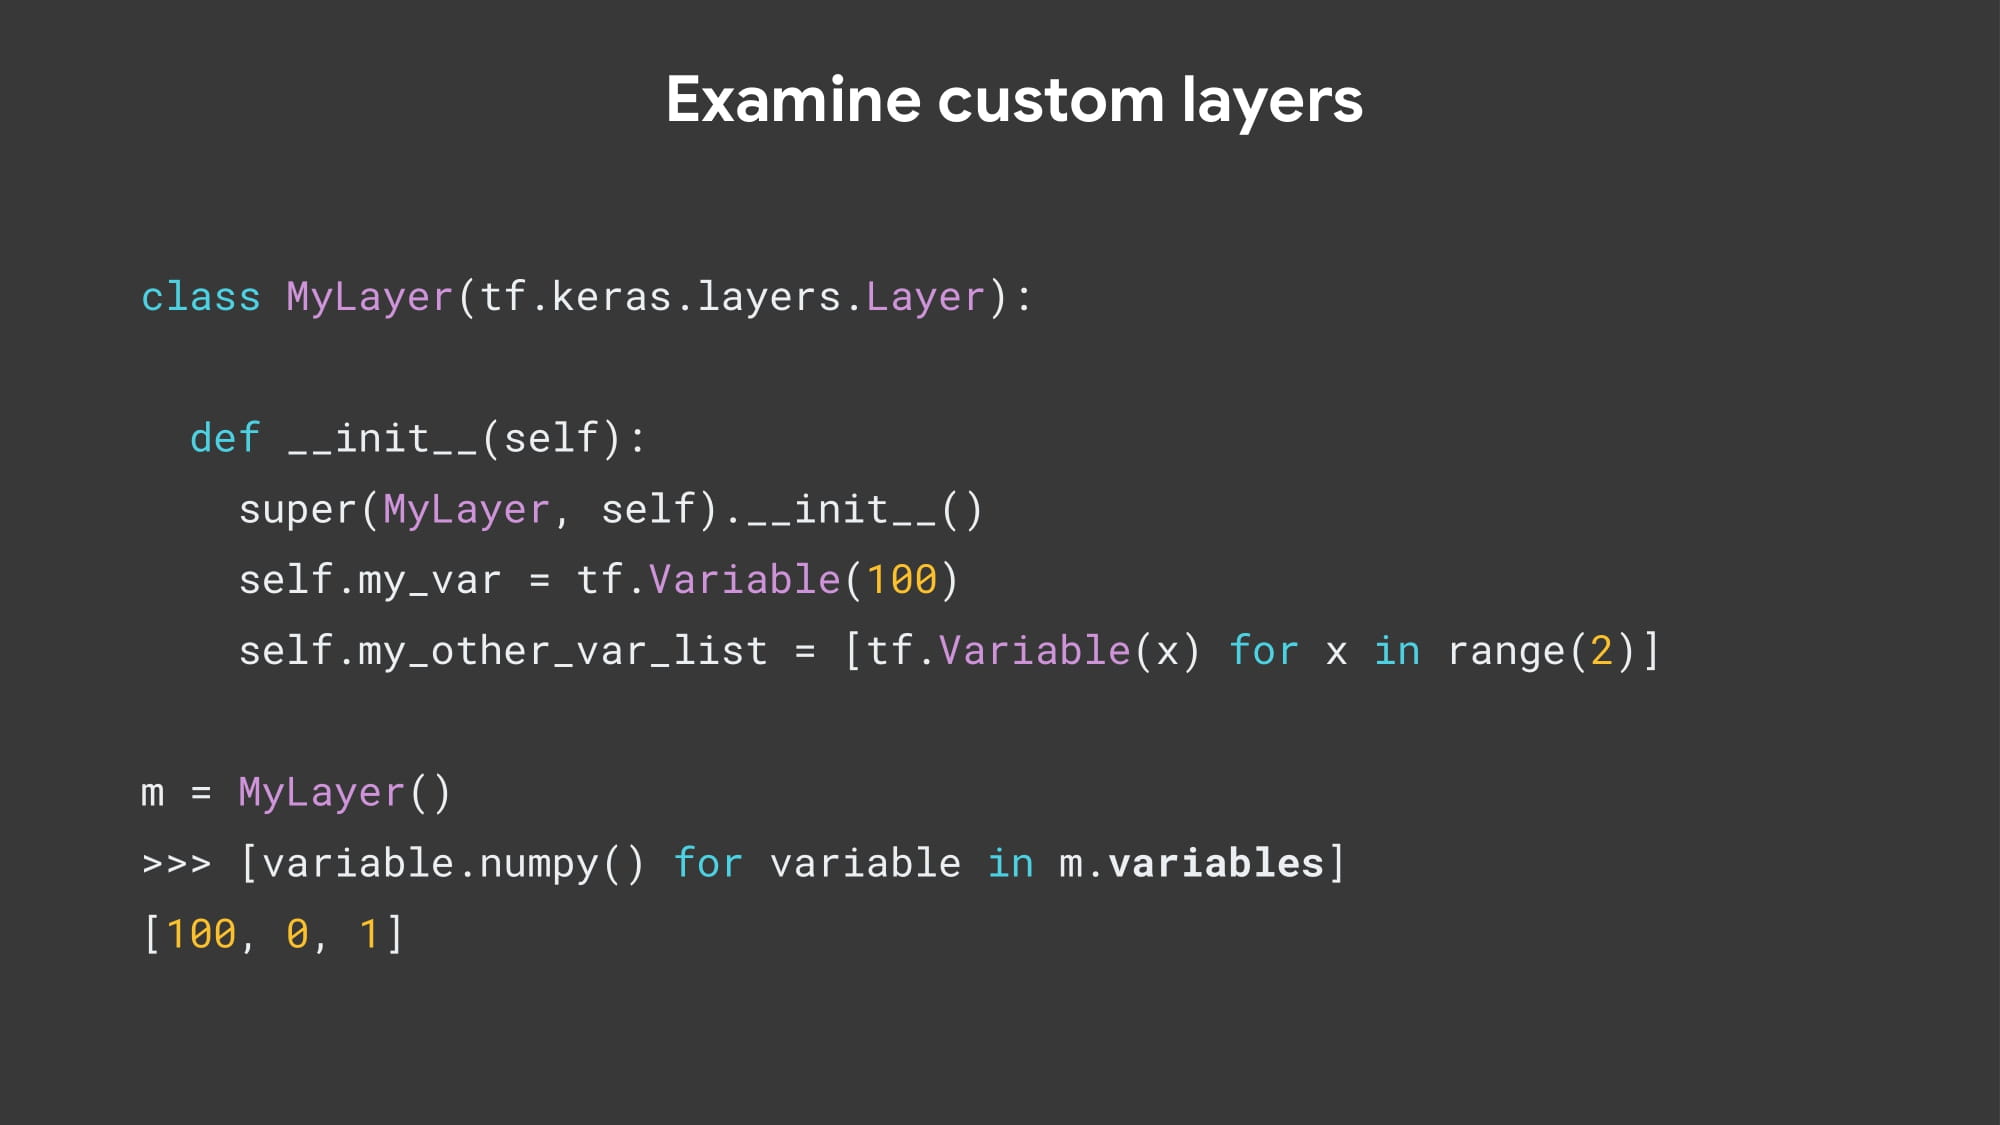 Examine custom layers
class MyLayer(tf.keras.layers.Layer):
def __init__(self):
super(MyLayer, self).__init__()
self.my_var = tf.Variable(100)
self.my_other_var_list = [tf.Variable(x) for x in range(2)]
m = MyLayer()
>>> [variable.numpy() for variable in m.variables]
[100, 0, 1]